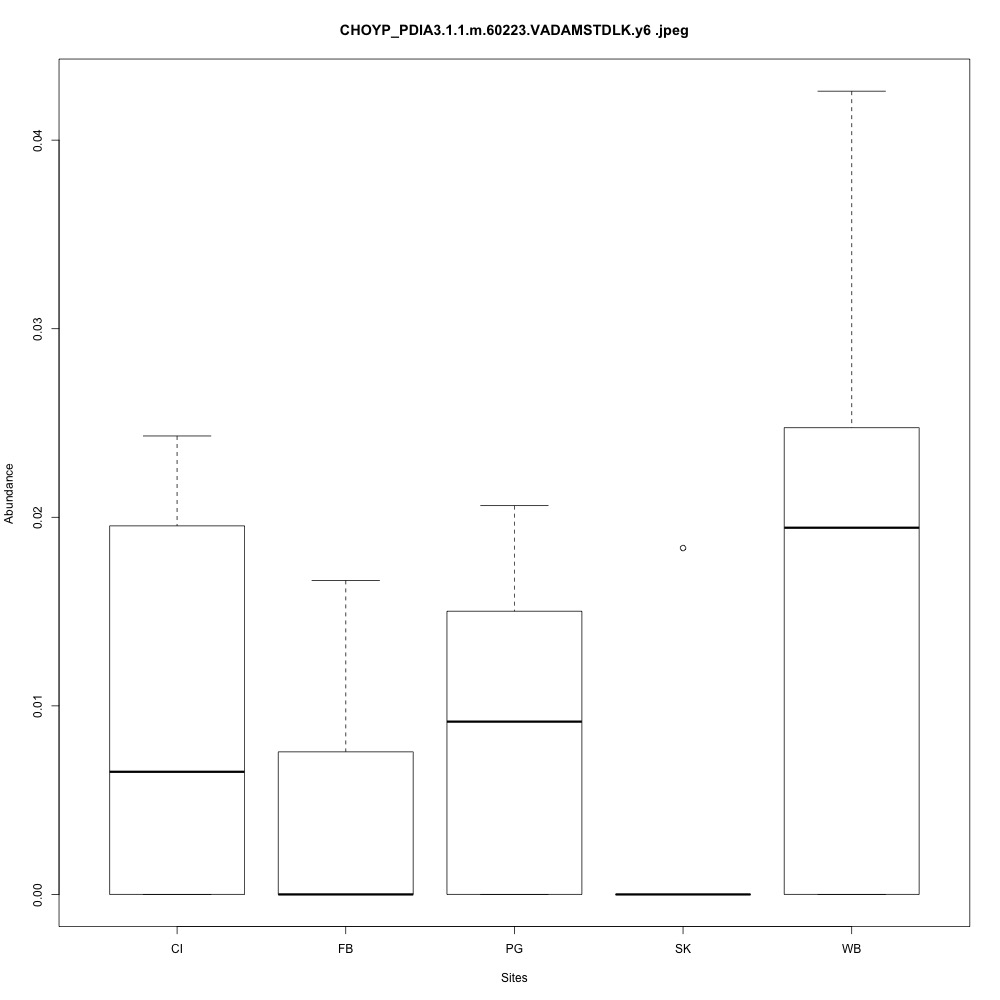 CHOYP_PDIA3.1.1.m.60223.VADAMSTDLK.y6 .jpeg
Abundance
0.04
0.03
0.02
0.01
0.00
CI FB PG SK WB
Sites